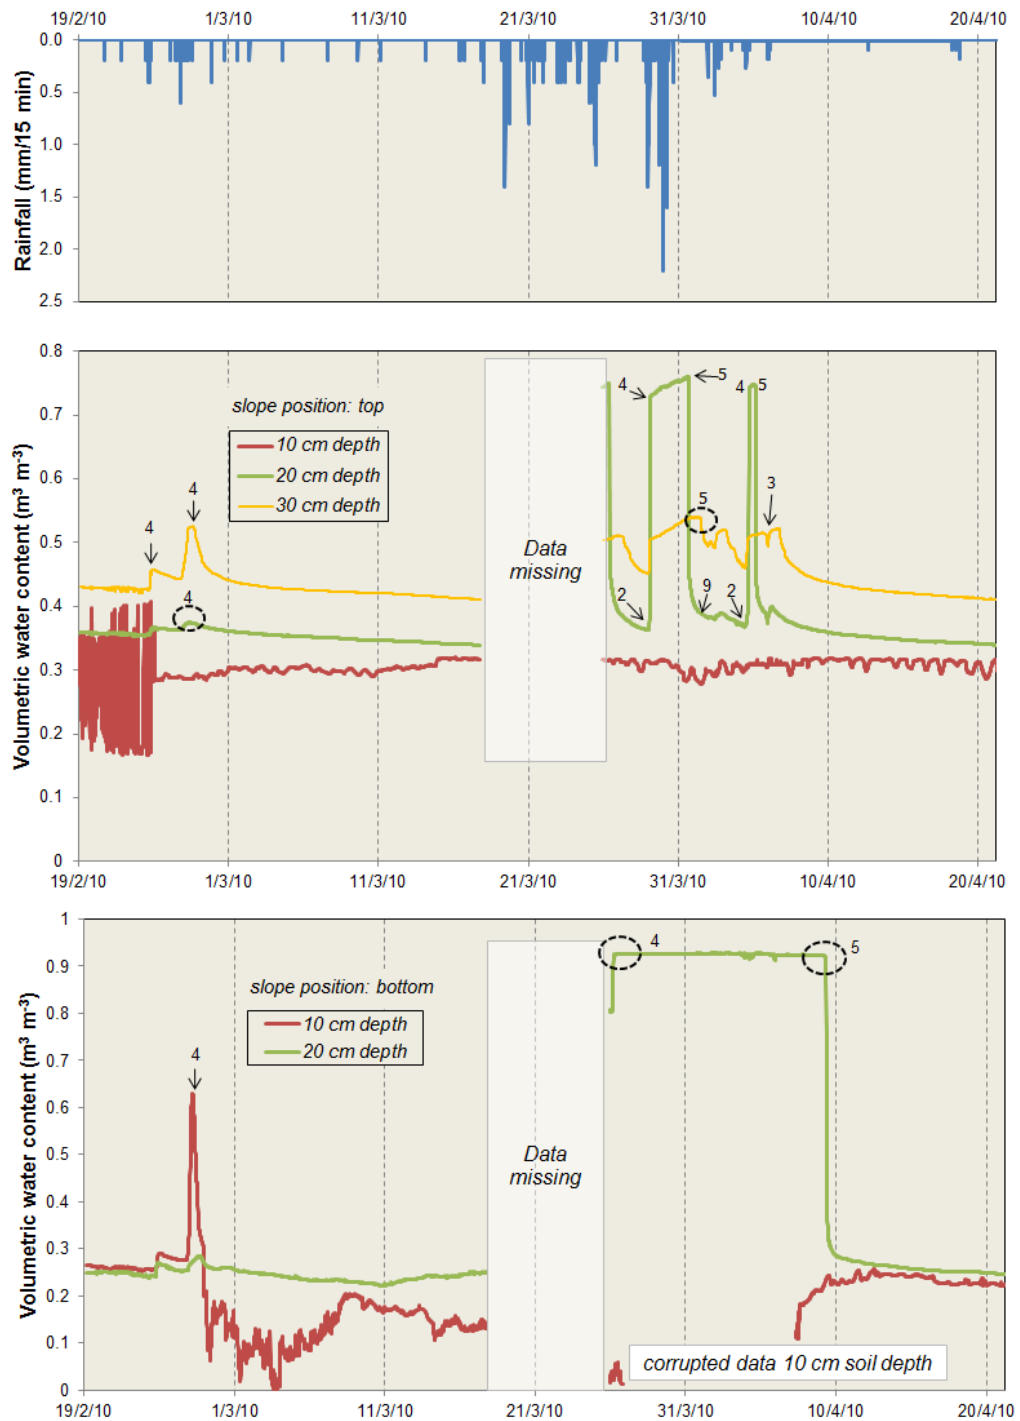 19/2/10 1/3/10 11/3/10 21/3/10 31/3/10 10/4/10 20/4/10
0.0
0.5
1.0
1.5
2.0
2.5
Rainfall (mm/15 min)
0.8
0.7
0.6
0.5
0.4
0.3
0.2
0.1
0
Volumetric water content (m³ m⁻³)
slope position: top
10 cm depth
20 cm depth
30 cm depth
4
4
4
Data
missing
4
5
4 5
5
3
2
9
2
19/2/10 1/3/10 11/3/10 21/3/10 31/3/10 10/4/10 20/4/10
1
0.9
0.8
0.7
0.6
0.5
0.4
0.3
0.2
0.1
0
Volumetric water content (m³ m⁻³)
slope position: bottom
10 cm depth
20 cm depth
4
Data
missing
4
5
corrupted data 10 cm soil depth
19/2/10 1/3/10 11/3/10 21/3/10 31/3/10 10/4/10 20/4/10